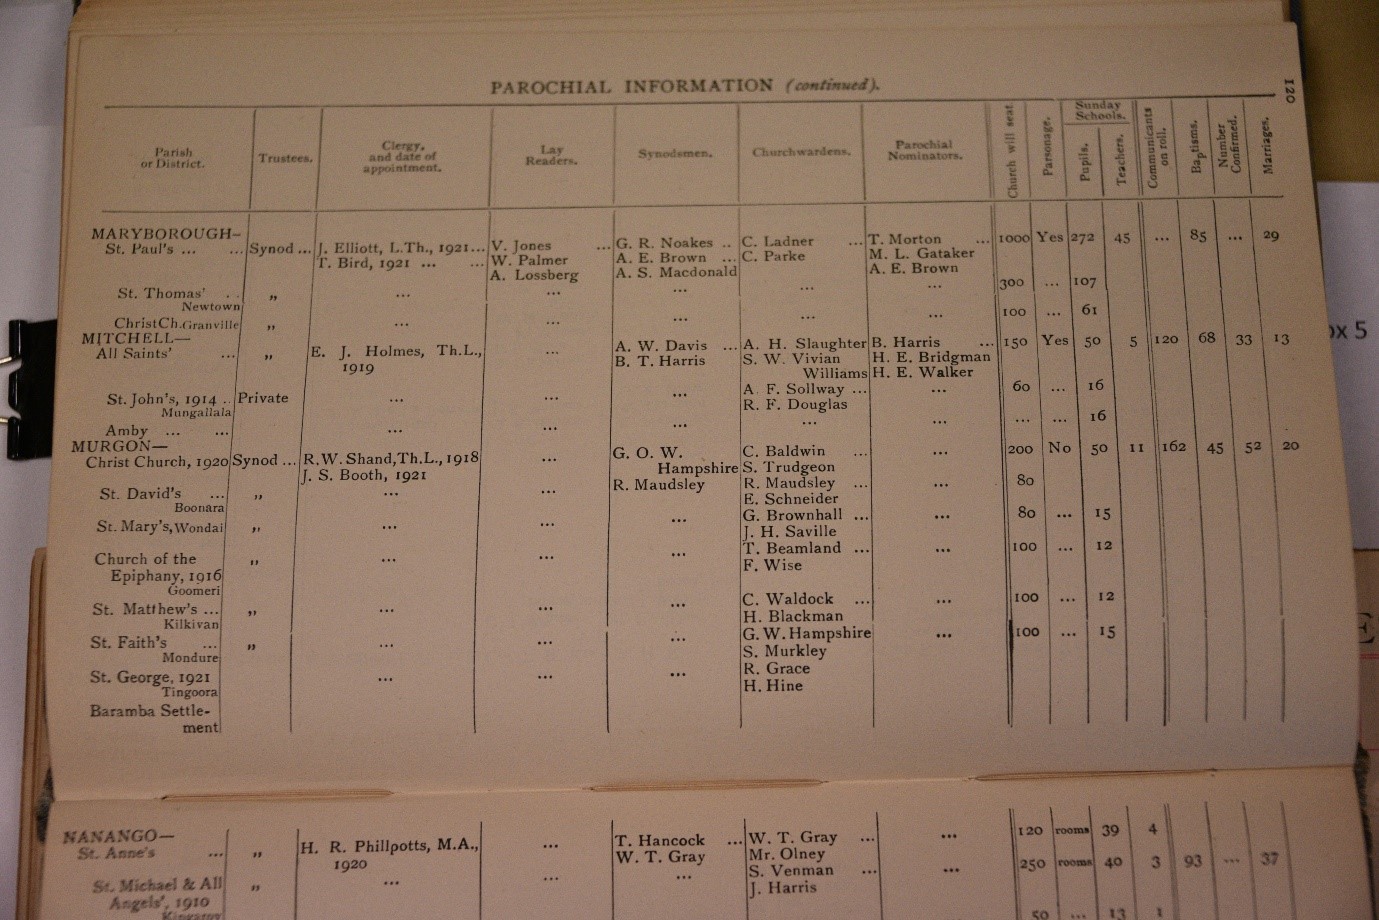 PAROCHIAL INFORMATION (continued).
120
Parish or District.
Trustees.
Clergy, and date of appointment.
Lay Readers.
Synodsmen.
Churchwardens.
Parochial Nominators.
Church will seat
Parsonage.
Sunday Schools.
Pupils.
Teachers.
Communicants on roll.
Baptisms.
Number Confirmed.
Marriages.
MARYBOROUGH—
St. Paul's ... ... Synod ... J. Elliott, L.Th., 1921... V. Jones ... G. R. Noakes .. C. Ladner ... T. Morton ... 1000 Yes 272 45 ... 85 ... 29
T. Bird, 1921 ... ... W. Palmer A. E. Brown ... C. Parke M. L. Gataker
A. Lossberg A. S. Macdonald A. E. Brown
St. Thomas' . . „ ... ... ... ... ... 300 ... 107
Newtown
Christ Ch. Granville „ ... ... ... ... ... 100 ... 61
MITCHELL—
All Saints' ... „ E. J. Holmes, Th.L., ... A. W. Davis ... A. H. Slaughter B. Harris ... 150 Yes 50 5 120 68 33 13
1919 B. T. Harris S. W. Vivian H. E. Bridgman
Williams H. E. Walker
St. John's, 1914 .. Private ... ... ... A. F. Sollway ... ... 60 ... 16
Mungallala R. F. Douglas
Amby ... ... ... ... ... ... ... ... ... 16
MURGON—
Christ Church, 1920 Synod ... R.W. Shand, Th.L., 1918 ... G. O. W. C. Baldwin ... ... 200 No 50 11 162 45 52 20
J. S. Booth, 1921 Hampshire S. Trudgeon
St. David's ... „ ... ... R. Maudsley R. Maudsley ... ... 80
Boonara E. Schneider
St. Mary's, Wondai „ ... ... ... G. Brownhall ... ... 80 ... 15
J. H. Saville
Church of the „ ... ... ... T. Beamland ... ... 100 ... 12
Epiphany, 1916 F. Wise
Goomeri
St. Matthew's ... „ ... ... ... C. Waldock ... ... 100 ... 12
Kilkivan H. Blackman
St. Faith's ... „ ... ... ... G. W. Hampshire ... 100 ... 15
Mondure S. Murkley
St. George, 1921 ... ... ... R. Grace
Tingoora H. Hine
Baramba Settle-
ment
NANANGO—
St. Anne's ... „ H. R. Phillpotts, M.A., ... T. Hancock ... W. T. Gray ... ... 120 rooms 39 4
1920 W. T. Gray Mr. Olney
St. Michael & All „ ... ... ... S. Venman ... ... 250 rooms 40 3 93 ... 37
Angels', 1910 J. Harris
Kingaroy 50 ... 13 1
ox 5
E